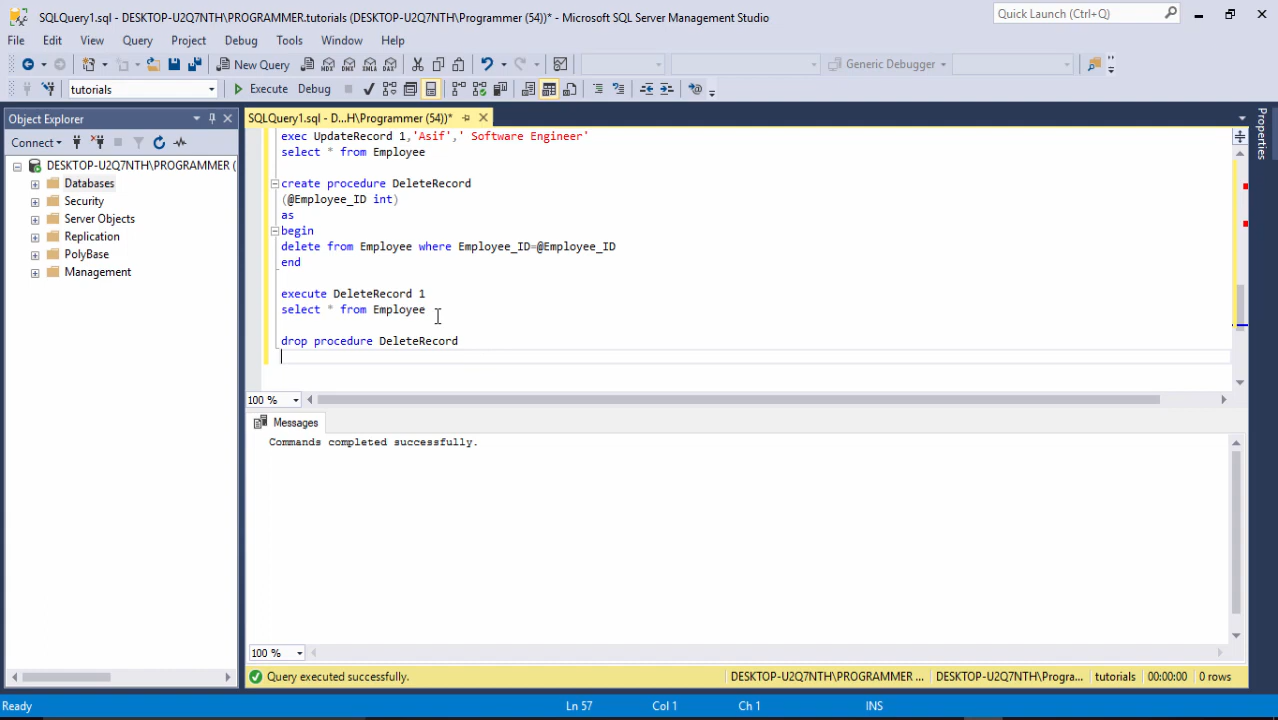 SQLQuery1.sql - DESKTOP-U2Q7NTH\PROGRAMMER.tutorials (DESKTOP-U2Q7NTH\Programmer (54))* - Microsoft SQL Server Management Studio
Quick Launch (Ctrl+Q)
File Edit View Query Project Debug Tools Window Help
New Query
MDX DMX XMLA DAX
Generic Debugger
tutorials
Execute Debug
Object Explorer
Connect
DESKTOP-U2Q7NTH\PROGRAMMER (
Databases
Security
Server Objects
Replication
PolyBase
Management
SQLQuery1.sql - D...H\Programmer (54))*
Properties
exec UpdateRecord 1,'Asif',' Software Engineer'
select * from Employee
create procedure DeleteRecord
(@Employee_ID int)
as
begin
delete from Employee where Employee_ID=@Employee_ID
end
execute DeleteRecord 1
select * from Employee
drop procedure DeleteRecord
100 %
Messages
Commands completed successfully.
100 %
Query executed successfully.
DESKTOP-U2Q7NTH\PROGRAMMER ... DESKTOP-U2Q7NTH\Progra... tutorials 00:00:00 0 rows
Ready Ln 57 Col 1 Ch 1 INS